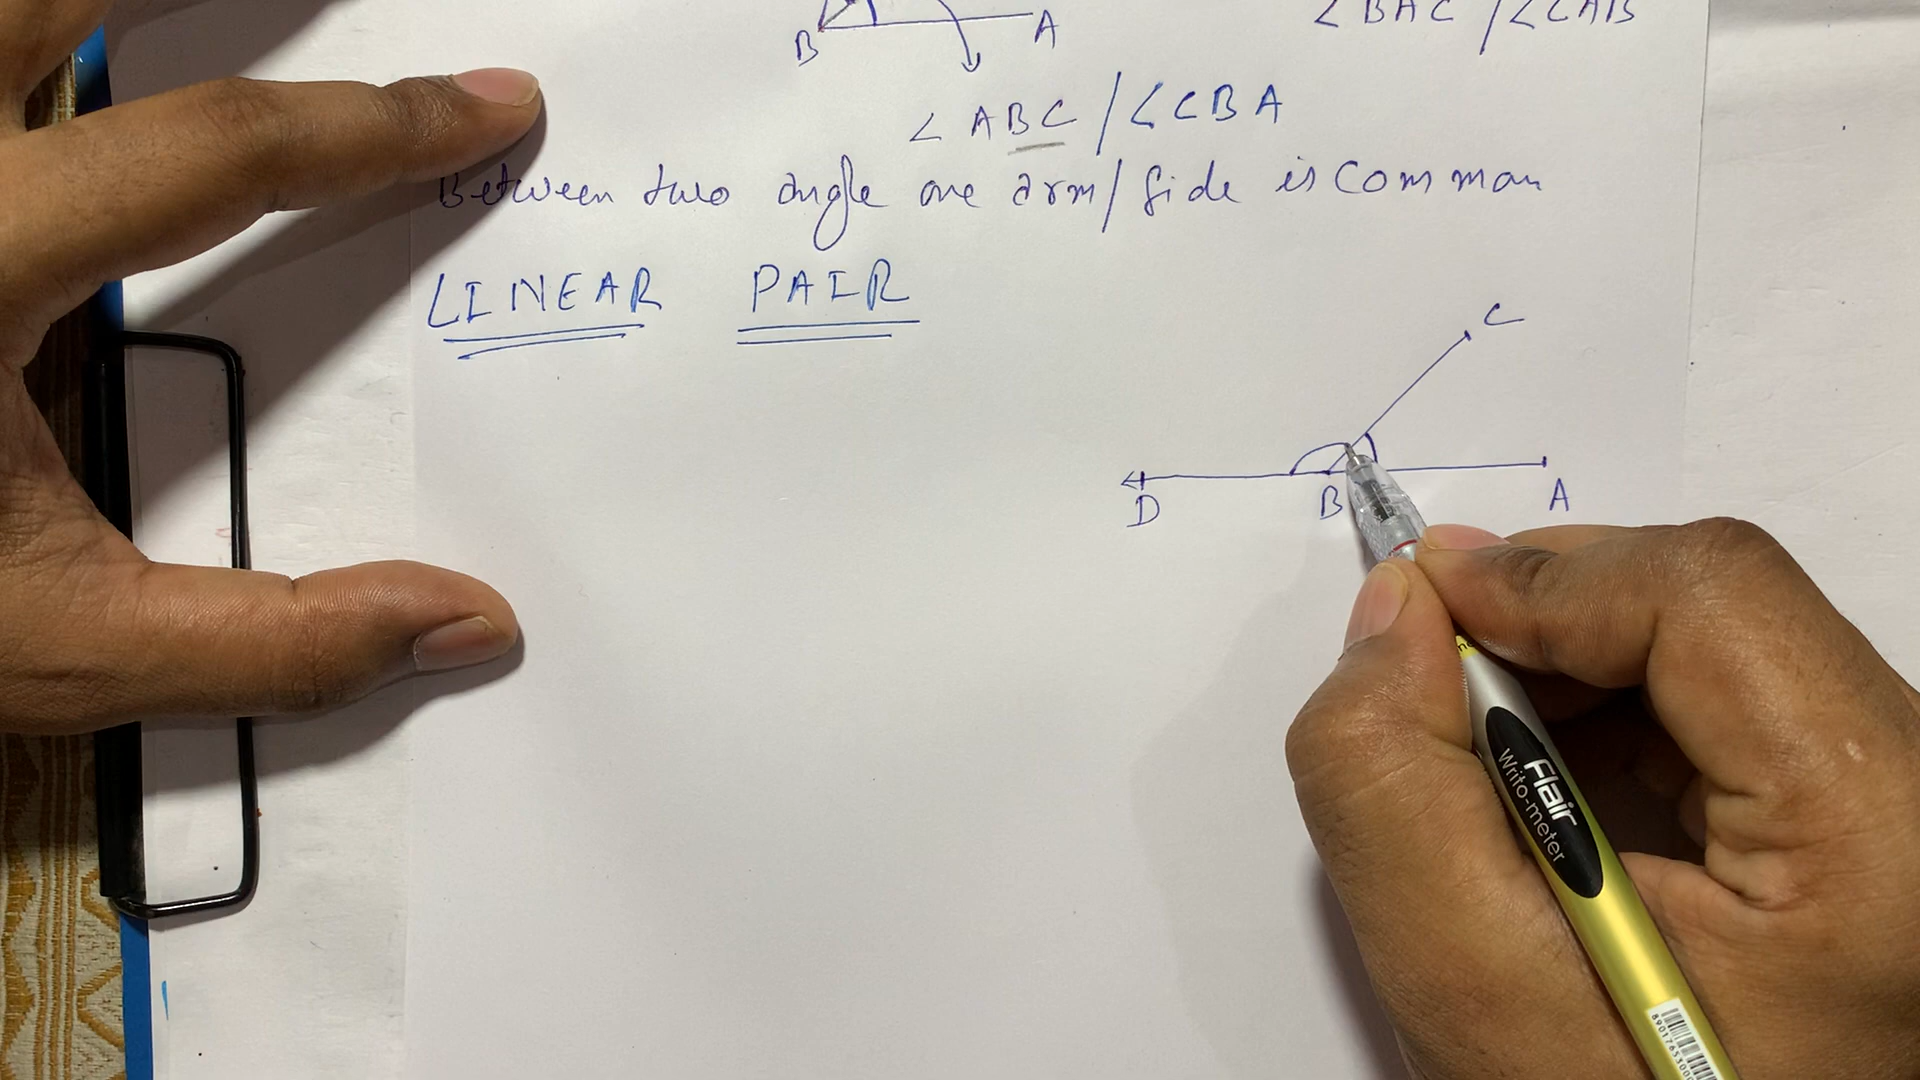 B A
∠BAC / ∠CAB
∠ABC / ∠CBA
Between two angle one arm / side is Common
LINEAR PAIR
C
D B A
Flair
Writo-meter